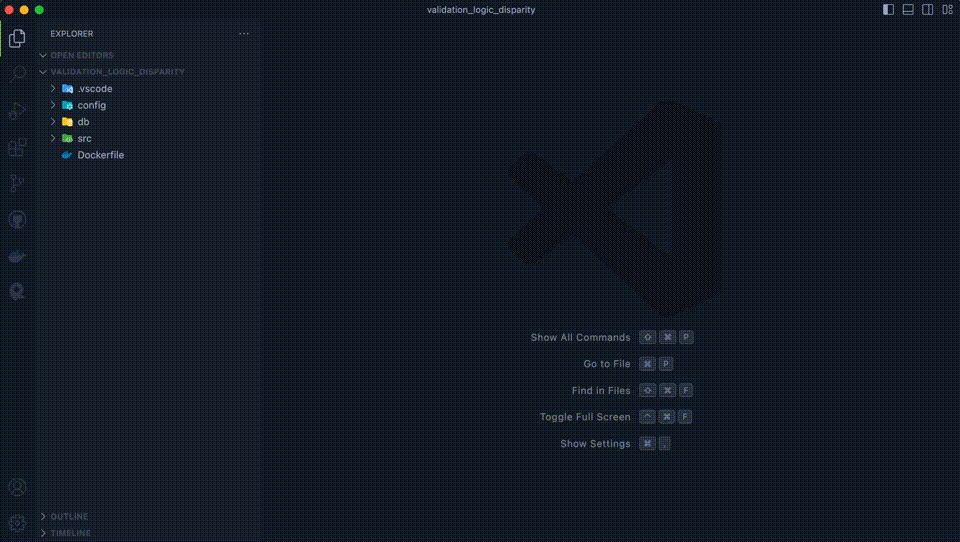 validation_logic_disparity
EXPLORER
OPEN EDITORS
VALIDATION_LOGIC_DISPARITY
.vscode
config
db
src
Dockerfile
Show All Commands ⇧ ⌘ P
Go to File ⌘ P
Find in Files ⇧ ⌘ F
Toggle Full Screen ^ ⌘ F
Show Settings ⌘ ,
OUTLINE
TIMELINE